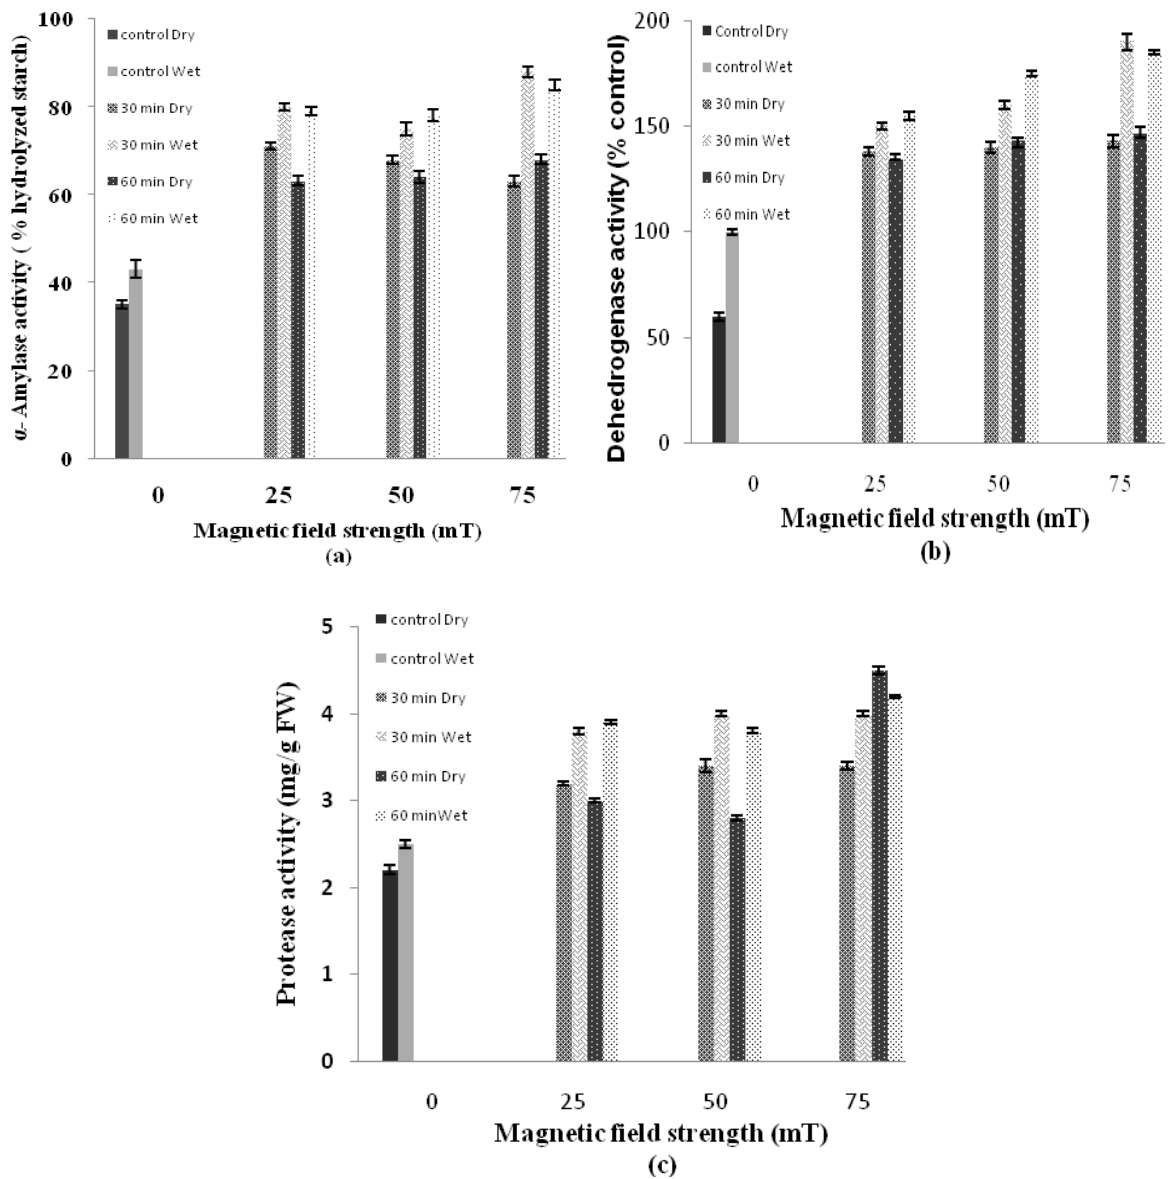 α- Amylase activity ( % hydrolyzed starch)
100
80
60
40
20
0
control Dry
control Wet
30 min Dry
30 min Wet
60 min Dry
60 min Wet
0 25 50 75
Magnetic field strength (mT)
(a)
Dehedrogenase activity (% control)
200
150
100
50
0
Control Dry
control Wet
30 min Dry
30 min Wet
60 min Dry
60 min Wet
0 25 50 75
Magnetic field strength (mT)
(b)
Protease activity (mg/g FW)
5
4
3
2
1
0
control Dry
control Wet
30 min Dry
30 min Wet
60 min Dry
60 minWet
0 25 50 75
Magnetic field strength (mT)
(c)